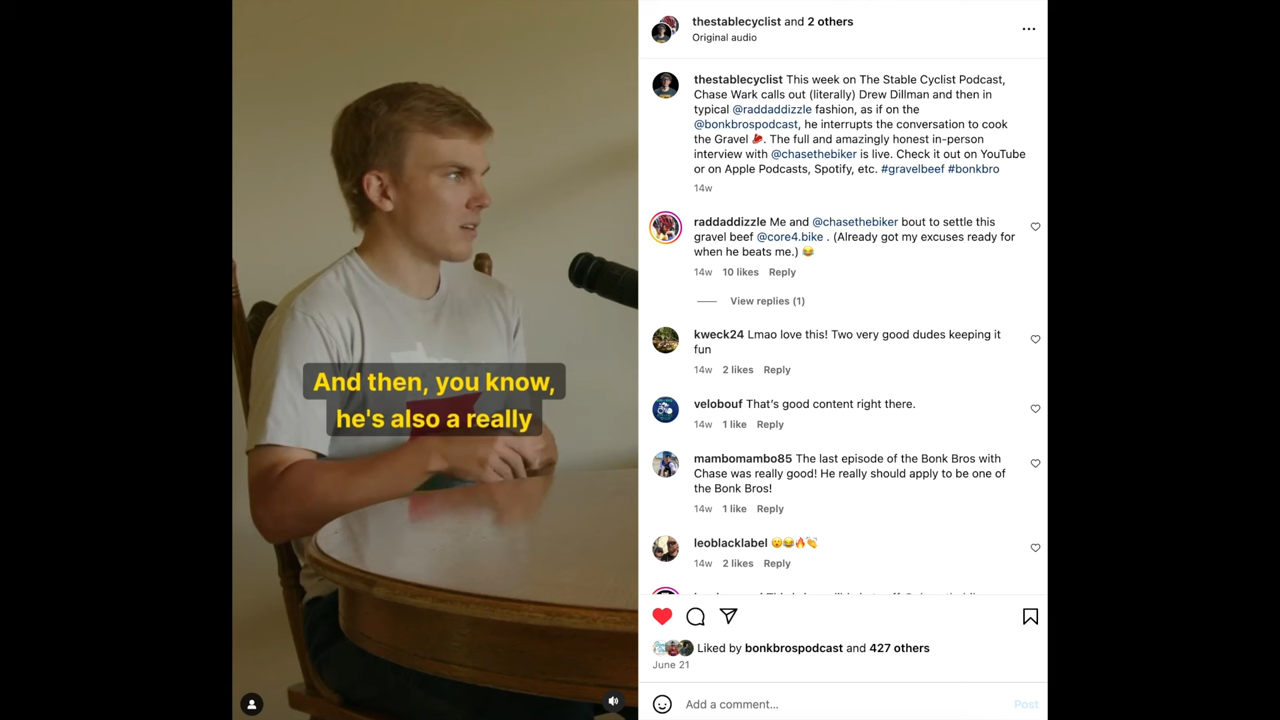 And then, you know,
he's also a really
thestablecyclist and 2 others
Original audio
thestablecyclist This week on The Stable Cyclist Podcast,
Chase Wark calls out (literally) Drew Dillman and then in
typical @raddaddizzle fashion, as if on the
@bonkbrospodcast, he interrupts the conversation to cook
the Gravel 🥩. The full and amazingly honest in-person
interview with @chasethebiker is live. Check it out on YouTube
or on Apple Podcasts, Spotify, etc. #gravelbeef #bonkbro
14w
raddaddizzle Me and @chasethebiker bout to settle this
gravel beef @core4.bike . (Already got my excuses ready for
when he beats me.) 😂
14w 10 likes Reply
View replies (1)
kweck24 Lmao love this! Two very good dudes keeping it
fun
14w 2 likes Reply
velobouf That's good content right there.
14w 1 like Reply
mambomambo85 The last episode of the Bonk Bros with
Chase was really good! He really should apply to be one of
the Bonk Bros!
14w 1 like Reply
leoblacklabel 😮😂🔥👏
14w 2 likes Reply
Liked by bonkbrospodcast and 427 others
June 21
Add a comment...
Post